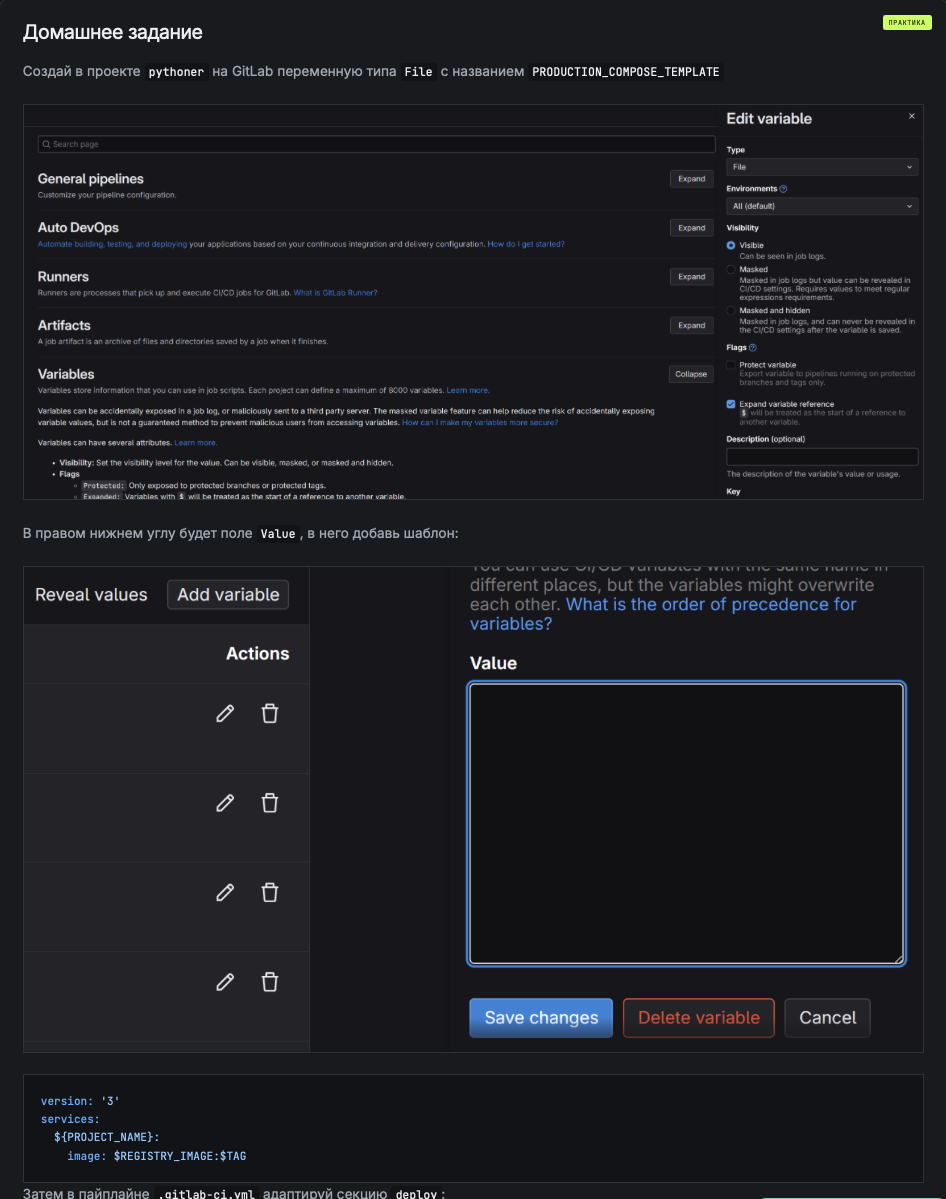 Домашнее задание
ПРАКТИКА
Создай в проекте pythoner на GitLab переменную типа File с названием PRODUCTION_COMPOSE_TEMPLATE
Search page
General pipelines
Expand
Customize your pipeline configuration.
Auto DevOps
Expand
Automate building, testing, and deploying your applications based on your continuous integration and delivery configuration. How do I get started?
Runners
Expand
Runners are processes that pick up and execute CI/CD jobs for GitLab. What is GitLab Runner?
Artifacts
Expand
A job artifact is an archive of files and directories saved by a job when it finishes.
Variables
Collapse
Variables store information that you can use in job scripts. Each project can define a maximum of 8000 variables. Learn more.
Variables can be accidentally exposed in a job log, or maliciously sent to a third party server. The masked variable feature can help reduce the risk of accidentally exposing
variable values, but is not a guaranteed method to prevent malicious users from accessing variables. How can I make my variables more secure?
Variables can have several attributes. Learn more.
• Visibility: Set the visibility level for the value. Can be visible, masked, or masked and hidden.
• Flags
Protected: Only exposed to protected branches or protected tags.
Expanded: Variables with $ will be treated as the start of a reference to another variable.
Edit variable
Type
File
Environments
All (default)
Visibility
Visible
Can be seen in job logs.
Masked
Masked in job logs but value can be revealed in
CI/CD settings. Requires values to meet regular
expressions requirements.
Masked and hidden
Masked in job logs, and can never be revealed in
the CI/CD settings after the variable is saved.
Flags
Protect variable
Export variable to pipelines running on protected
branches and tags only.
Expand variable reference
$ will be treated as the start of a reference to
another variable.
Description (optional)
The description of the variable's value or usage.
Key
В правом нижнем углу будет поле Value, в него добавь шаблон:
Reveal values
Add variable
Actions
You can use CI/CD variables with the same name in
different places, but the variables might overwrite
each other. What is the order of precedence for
variables?
Value
Save changes
Delete variable
Cancel
version: '3'
services:
${PROJECT_NAME}:
image: $REGISTRY_IMAGE:$TAG
Затем в пайплайне .gitlab-ci.yml адаптируй секцию deploy: